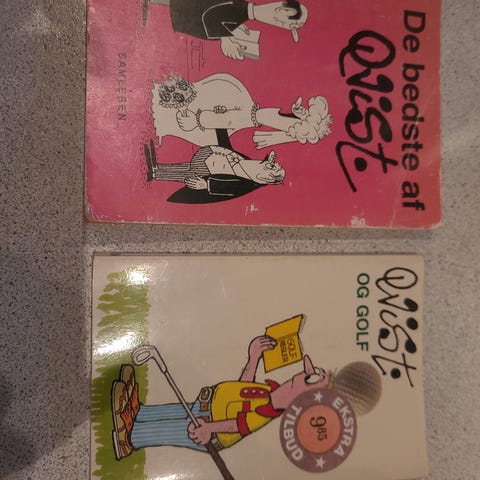 De bedste af
Qvist.
SAMLEREN
Qvist.
OG GOLF
GOLF
REGLER
EKSTRA
9.85
TILBUD